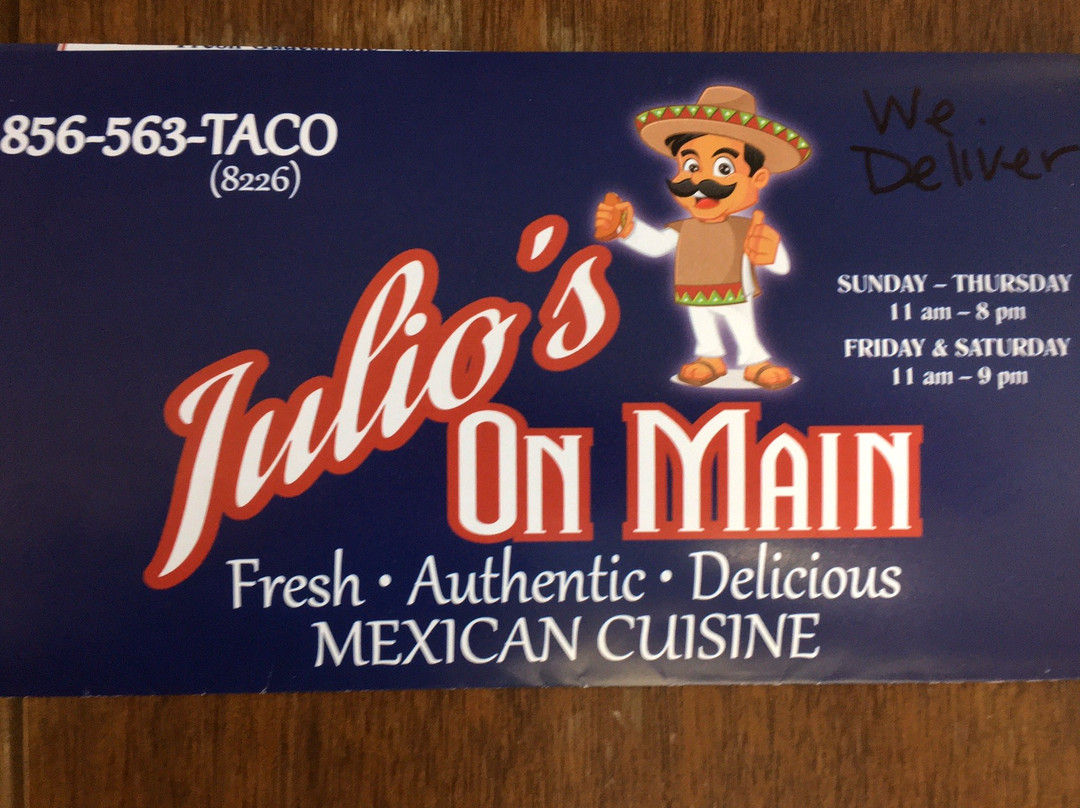 856-563-TACO
(8226)
We
Deliver
SUNDAY – THURSDAY
11 am – 8 pm
FRIDAY & SATURDAY
11 am – 9 pm
Julio's
ON MAIN
Fresh • Authentic • Delicious
MEXICAN CUISINE